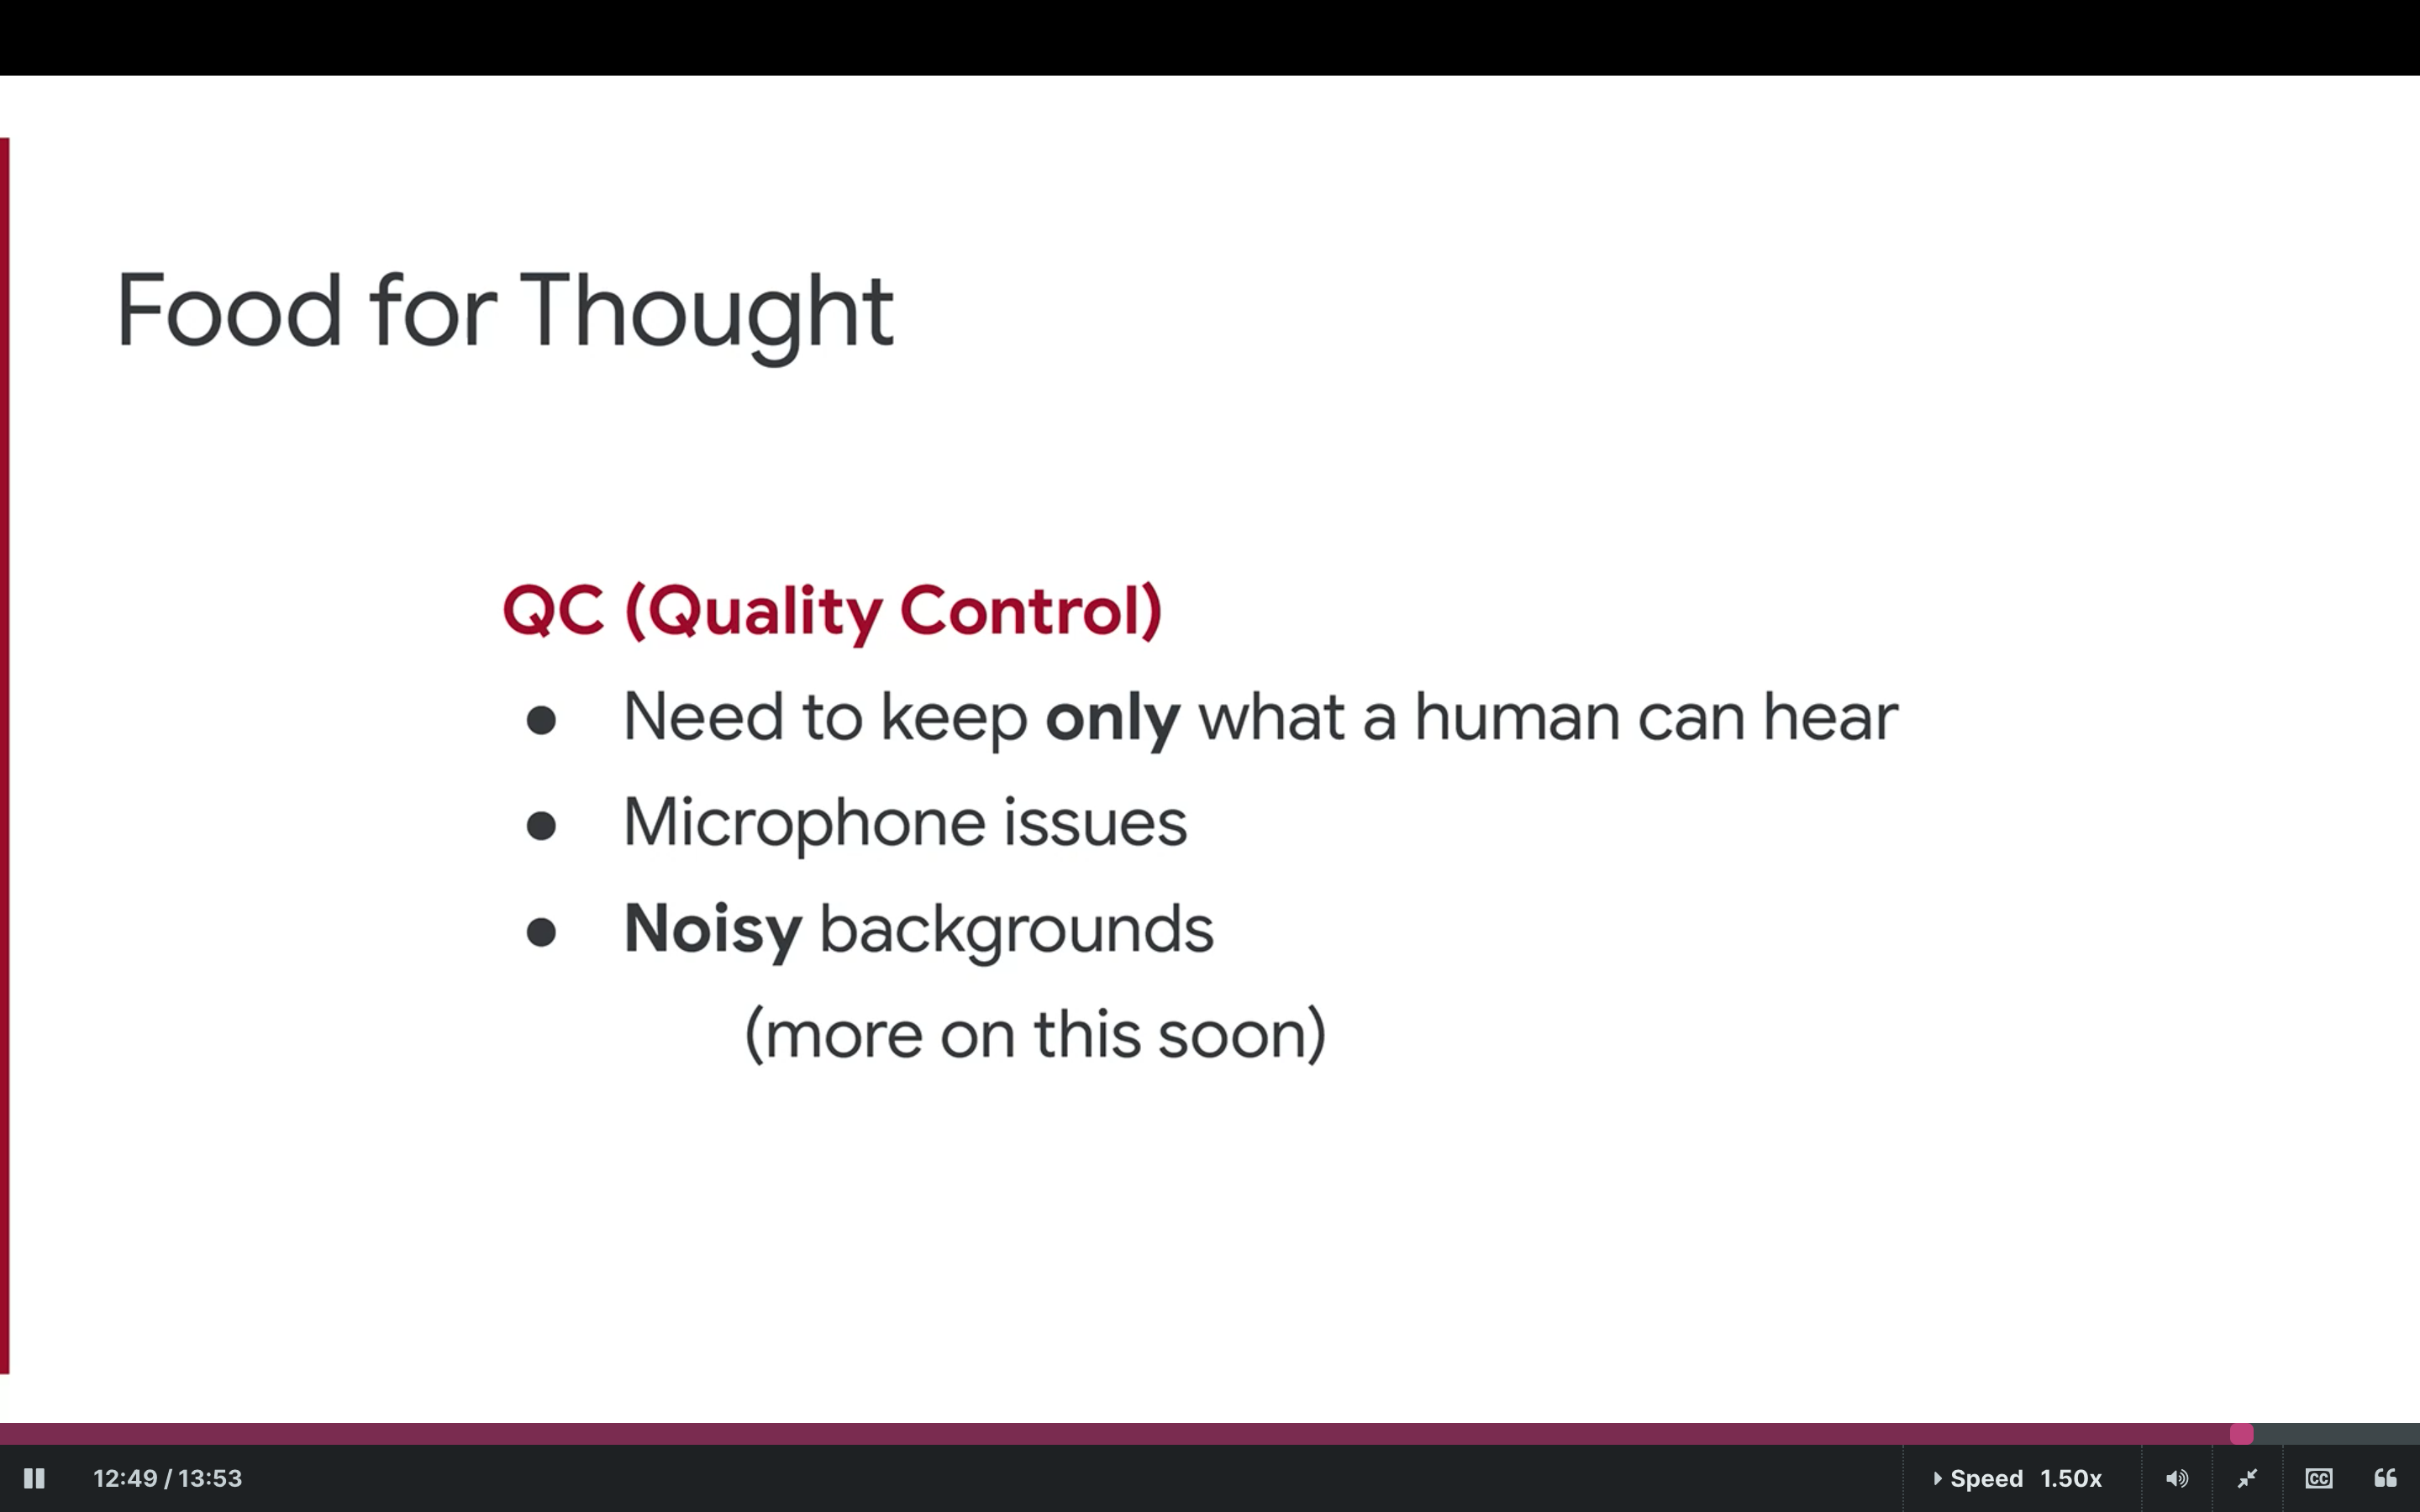 Food for Thought
QC (Quality Control)
● Need to keep only what a human can hear
● Microphone issues
● Noisy backgrounds
(more on this soon)
12:49 / 13:53
Speed 1.50x
CC